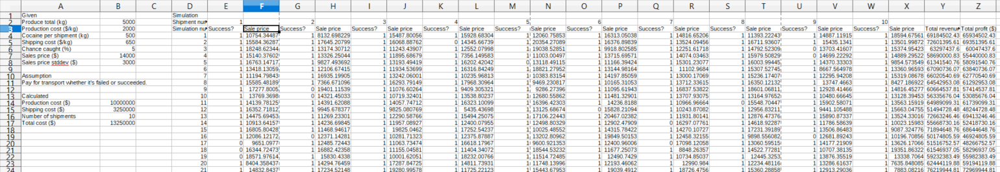 A B C D E F G H I J K L M N O P Q R S T U V W X Y Z
1 Given Simulation
2 Produce total (kg) 5000 Shipment nu 1 2 3 4 5 6 7 8 9 10
3 Production cost ($/kg) 2000 Simulation nu Success? Sale price Success? Sale price Success? Sale price Success? Sale price Success? Sale price Success? Sale price Success? Sale price Success? Sale price Success? Sale price Success? Sale price Total revenu Total profit ($)
4 Cocaine per shipment (kg) 500 1 1 10754.34487 1 8132.698229 1 15487.80056 1 15928.68304 1 12060.75853 1 16313.05038 1 14816.65206 1 11393.22243 1 14887.11915 1 18594.67561 69184502.43 65934502.43
5 Shipping cost ($/kg) 650 2 1 15584.36287 1 17645.20799 1 16068.88762 0 14345.66739 1 20354.27089 1 16376.89839 1 13524.09456 1 16711.93607 1 15435.1341 1 13501.99872 72601395.61 69351395.61
6 Chance caught (%) 5 3 1 18248.62344 1 13174.30712 1 11243.43907 1 12552.07998 1 19038.52851 1 9918.802585 1 12251.61718 1 14792.52309 0 13703.41607 1 15374.95423 63297437.6 60047437.6
7 Sales price ($) 14000 4 1 15140.37602 1 13326.25044 1 11895.68679 1 7356.149583 1 11003.00497 1 13715.69571 1 14074.03463 1 15979.50829 0 14699.22292 1 14889.29522 58690000.83 55440000.83
8 Sales price stddev ($) 3000 5 1 16763.14717 1 9827.493692 1 13193.49419 1 16202.42042 1 13118.49115 1 11166.39424 1 15301.23077 1 16003.99445 1 14370.33303 1 9854.573549 61341540.76 58091540.76
9 6 1 13418.13059 1 12106.67415 1 11934.53699 1 16316.84249 1 18821.27952 1 13144.98164 1 11102.9684 1 15307.52745 1 8667.564978 1 13360.96593 67090736.07 63840736.07
10 Assumption 7 1 11194.79843 1 16935.19905 1 13242.06001 1 10235.96813 1 10383.83154 1 14197.85059 1 13000.17069 1 15236.17407 1 12295.94208 1 15319.08678 66020540.69 62770540.69
11 Pay for transport whether it's failed or succeeded. 8 1 15585.48189 1 7366.671096 1 16293.79149 1 17968.30964 1 9469.230817 1 10165.31053 1 13712.33615 1 16350.12132 1 13747.4663 1 8427.186922 64542953.08 61292953.08
12 9 1 17277.8005 0 19401.11539 1 11076.60264 1 9409.305321 1 9286.27396 1 11095.61943 1 16837.53822 1 18601.06811 1 12928.41466 1 14816.45277 60664537.81 57414537.81
13 Calculated 10 1 13769.3698 0 14321.45033 1 10719.32401 1 13538.80237 1 12680.55862 1 11481.32901 1 13707.93075 1 13164.97652 1 10480.66645 1 13128.39453 56335676.04 53085676.04
14 Production cost ($) 10000000 11 1 14139.78125 1 14391.62088 1 14057.74712 1 16323.10099 1 16396.42303 1 14236.8188 1 10966.96664 0 15548.70447 1 15902.58071 1 13563.15919 64989099.31 61739099.31
15 Shipping cost ($) 3250000 12 1 16352.71812 1 9945.678377 1 9825.080769 1 5435.43698 1 13125.68674 0 15828.21094 1 10243.87082 1 12956.83211 1 9441.105488 1 15663.04755 51494728.48 48244728.48
16 Number of shipments 10 13 1 14475.69453 1 11269.23301 1 12290.58766 1 15494.25075 1 17106.22443 1 20467.02382 1 11931.80141 1 12876.47376 1 15890.87337 1 13524.30916 72663246.46 69413246.46
17 Total cost ($) 13250000 14 1 10913.64157 1 14236.69845 1 11957.08927 1 12400.07955 1 12498.80329 1 12902.47909 0 16297.07761 1 14618.92287 1 11786.58639 1 10023.15983 55668730.16 52418730.16
18 15 1 16805.80428 1 11468.94617 1 19825.0462 1 17252.54237 1 10025.48552 1 14315.78422 1 14270.10727 1 17231.39189 1 13506.86483 1 9087.324776 71894648.76 68644648.76
19 16 1 12086.12172 0 12371.14281 1 10281.71323 1 12375.87887 1 13202.80962 1 19849.50153 1 12458.32155 1 9898.556082 0 12681.89243 1 10196.70856 50174805.59 46924805.59
20 17 0 9651.0977 1 12485.72443 1 11063.73474 1 16618.17967 1 9600.921353 1 12400.96006 0 17098.12058 1 13060.59515 1 14177.21909 1 13626.17066 51516752.57 48266752.57
21 18 0 16344.72473 1 16882.42358 1 11155.04581 1 11404.34072 1 18544.53232 1 11677.25073 1 8848.26357 1 14522.77281 1 10707.38135 1 19351.86322 61546937.05 58296937.05
22 19 0 18571.97614 1 15830.4338 1 10001.62051 1 18232.00766 1 11514.72485 1 12490.7429 1 10734.85037 1 12445.3253 1 13876.35519 1 13338.7064 59232483.99 55982483.99
23 20 1 8404.358437 1 14294.76459 1 17287.84725 1 14811.73931 1 11748.13996 1 12193.46062 1 12990.984 1 12234.48116 1 13286.61637 1 7635.840085 62444119.88 59194119.88
24 21 1 14832.8437 1 17234.52148 1 19280.99578 1 11725.22123 1 15443.67953 1 19039.4912 1 18726.4756 1 15360.28858 1 12913.29036 1 7883.08216 76219944.81 72969944.81